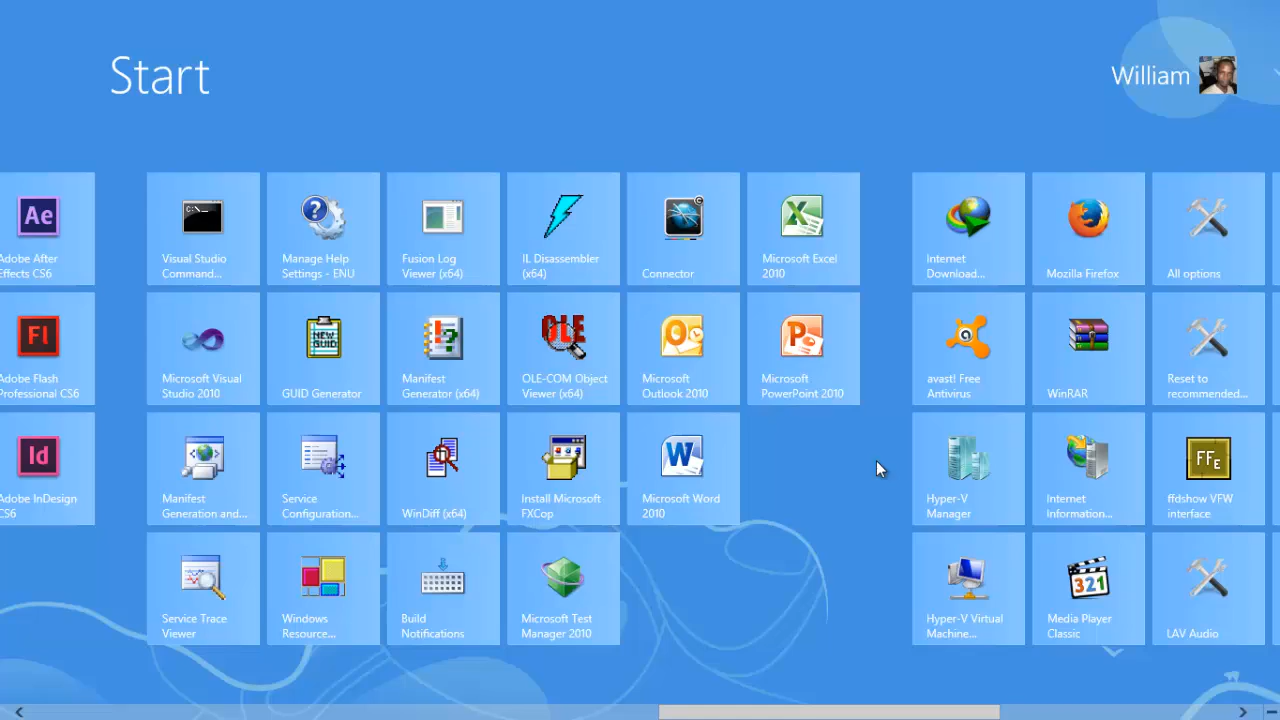 Start
William
Ae
Adobe After
Effects CS6
C:\._
Visual Studio
Command...
Manage Help
Settings - ENU
Fusion Log
Viewer (x64)
IL Disassembler
(x64)
Connector
Microsoft Excel
2010
Internet
Download...
Mozilla Firefox
All options
Fl
Adobe Flash
Professional CS6
Microsoft Visual
Studio 2010
NEW
GUID
GUID Generator
Manifest
Generator (x64)
OLE
OLE-COM Object
Viewer (x64)
Microsoft
Outlook 2010
Microsoft
PowerPoint 2010
avast! Free
Antivirus
WinRAR
Reset to
recommended...
Id
Adobe InDesign
CS6
Manifest
Generation and...
Service
Configuration...
WinDiff (x64)
Install Microsoft
FXCop
W
Microsoft Word
2010
Hyper-V
Manager
Internet
Information...
FFE
ffdshow VFW
interface
Service Trace
Viewer
Windows
Resource...
Build
Notifications
Microsoft Test
Manager 2010
Hyper-V Virtual
Machine...
321
Media Player
Classic
LAV Audio